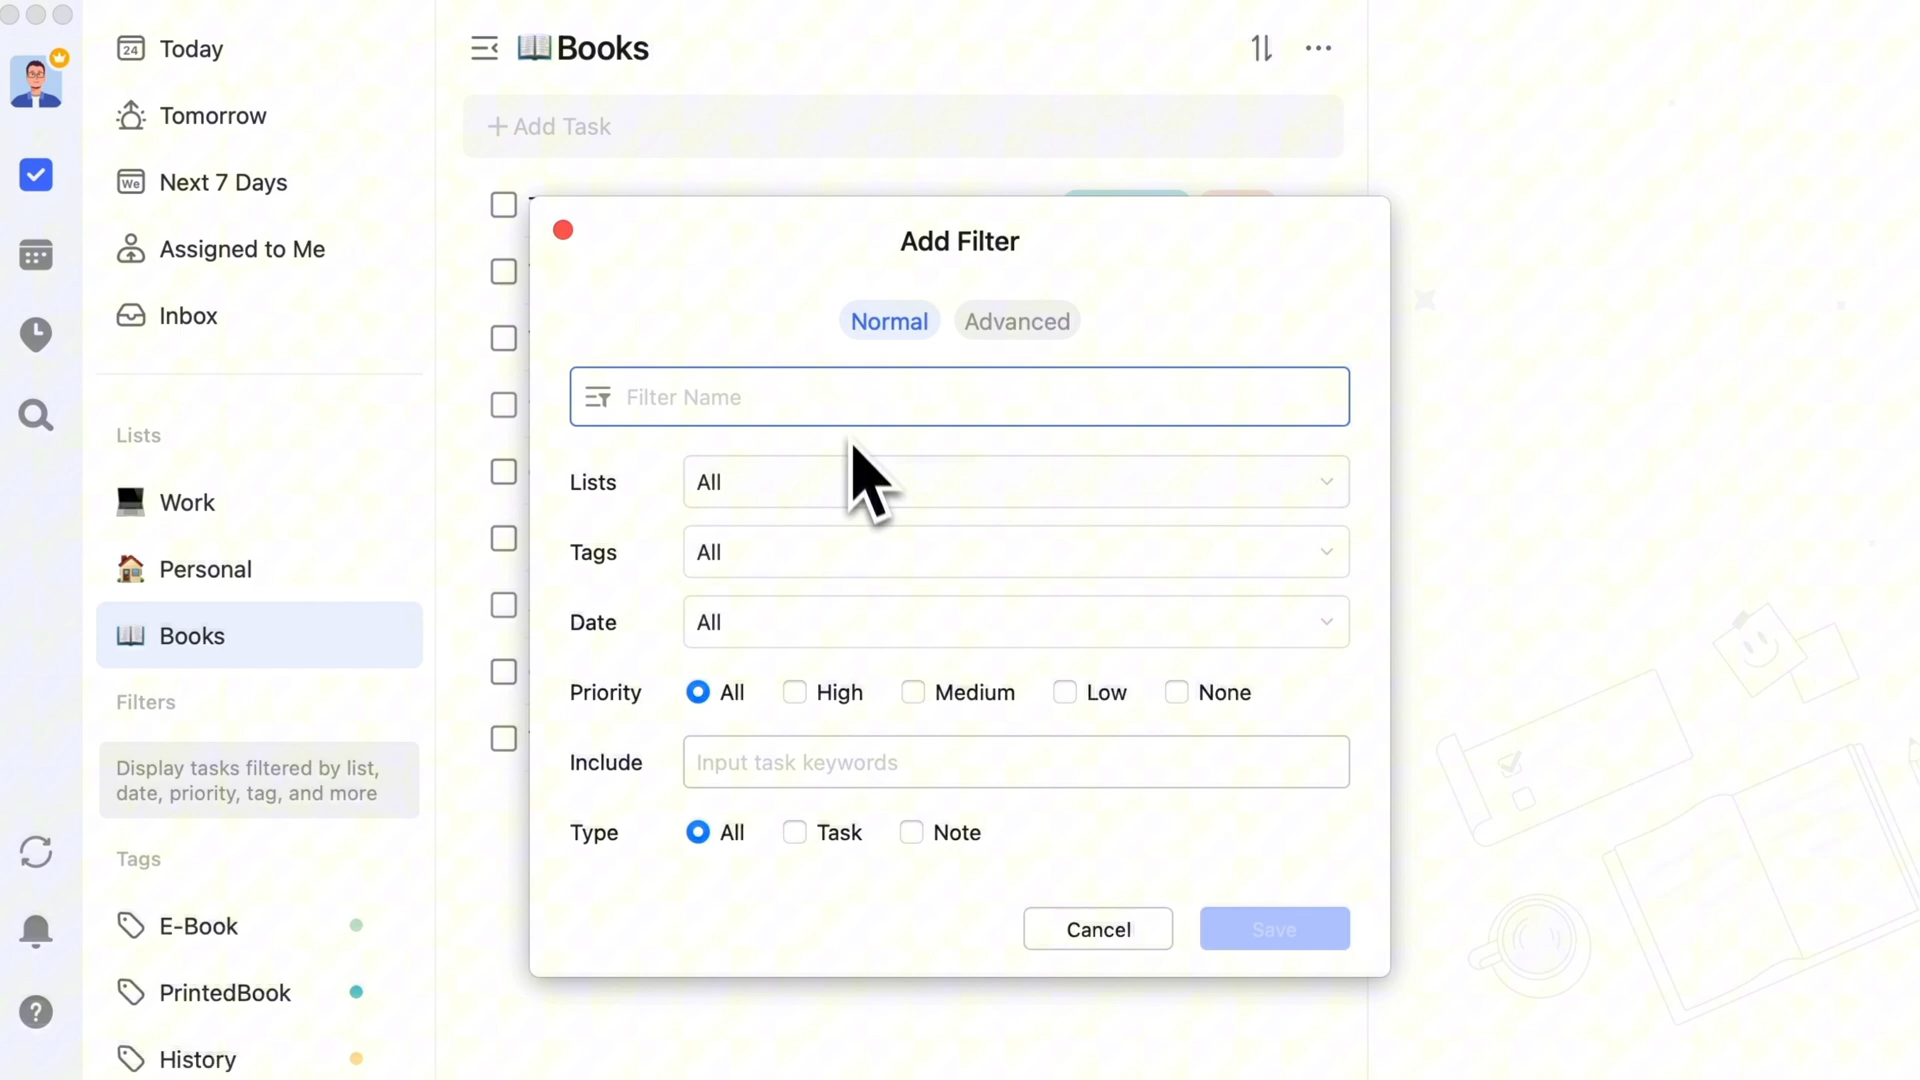 24 Today
Tomorrow
We Next 7 Days
Assigned to Me
Inbox
Lists
Work
Personal
Books
Filters
Display tasks filtered by list,
date, priority, tag, and more
Tags
E-Book
PrintedBook
History
?
Books
+ Add Task
Add Filter
Normal Advanced
Filter Name
Lists All
Tags All
Date All
Priority All High Medium Low None
Include Input task keywords
Type All Task Note
Cancel Save